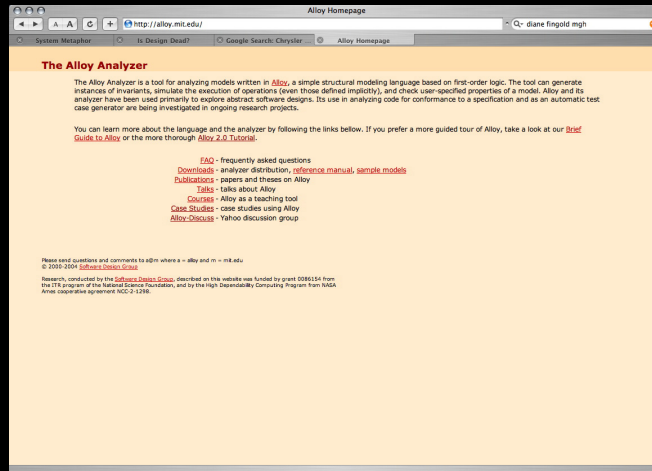 Alloy Homepage
A A C + http://alloy.mit.edu/ Q- diane fingold mgh
System Metaphor Is Design Dead? Google Search: Chrysler ... Alloy Homepage
The Alloy Analyzer
The Alloy Analyzer is a tool for analyzing models written in Alloy, a simple structural modeling language based on first-order logic. The tool can generate
instances of invariants, simulate the execution of operations (even those defined implicitly), and check user-specified properties of a model. Alloy and its
analyzer have been used primarily to explore abstract software designs. Its use in analyzing code for conformance to a specification and as an automatic test
case generator are being investigated in ongoing research projects.
You can learn more about the language and the analyzer by following the links bellow. If you prefer a more guided tour of Alloy, take a look at our Brief
Guide to Alloy or the more thorough Alloy 2.0 Tutorial.
FAQ - frequently asked questions
Downloads - analyzer distribution, reference manual, sample models
Publications - papers and theses on Alloy
Talks - talks about Alloy
Courses - Alloy as a teaching tool
Case Studies - case studies using Alloy
Alloy-Discuss - Yahoo discussion group
Please send questions and comments to a@m where a = alloy and m = mit.edu
© 2000-2004 Software Design Group
Research, conducted by the Software Design Group, described on this website was funded by grant 0086154 from
the ITR program of the National Science Foundation, and by the High Dependability Computing Program from NASA
Ames cooperative agreement NCC-2-1298.